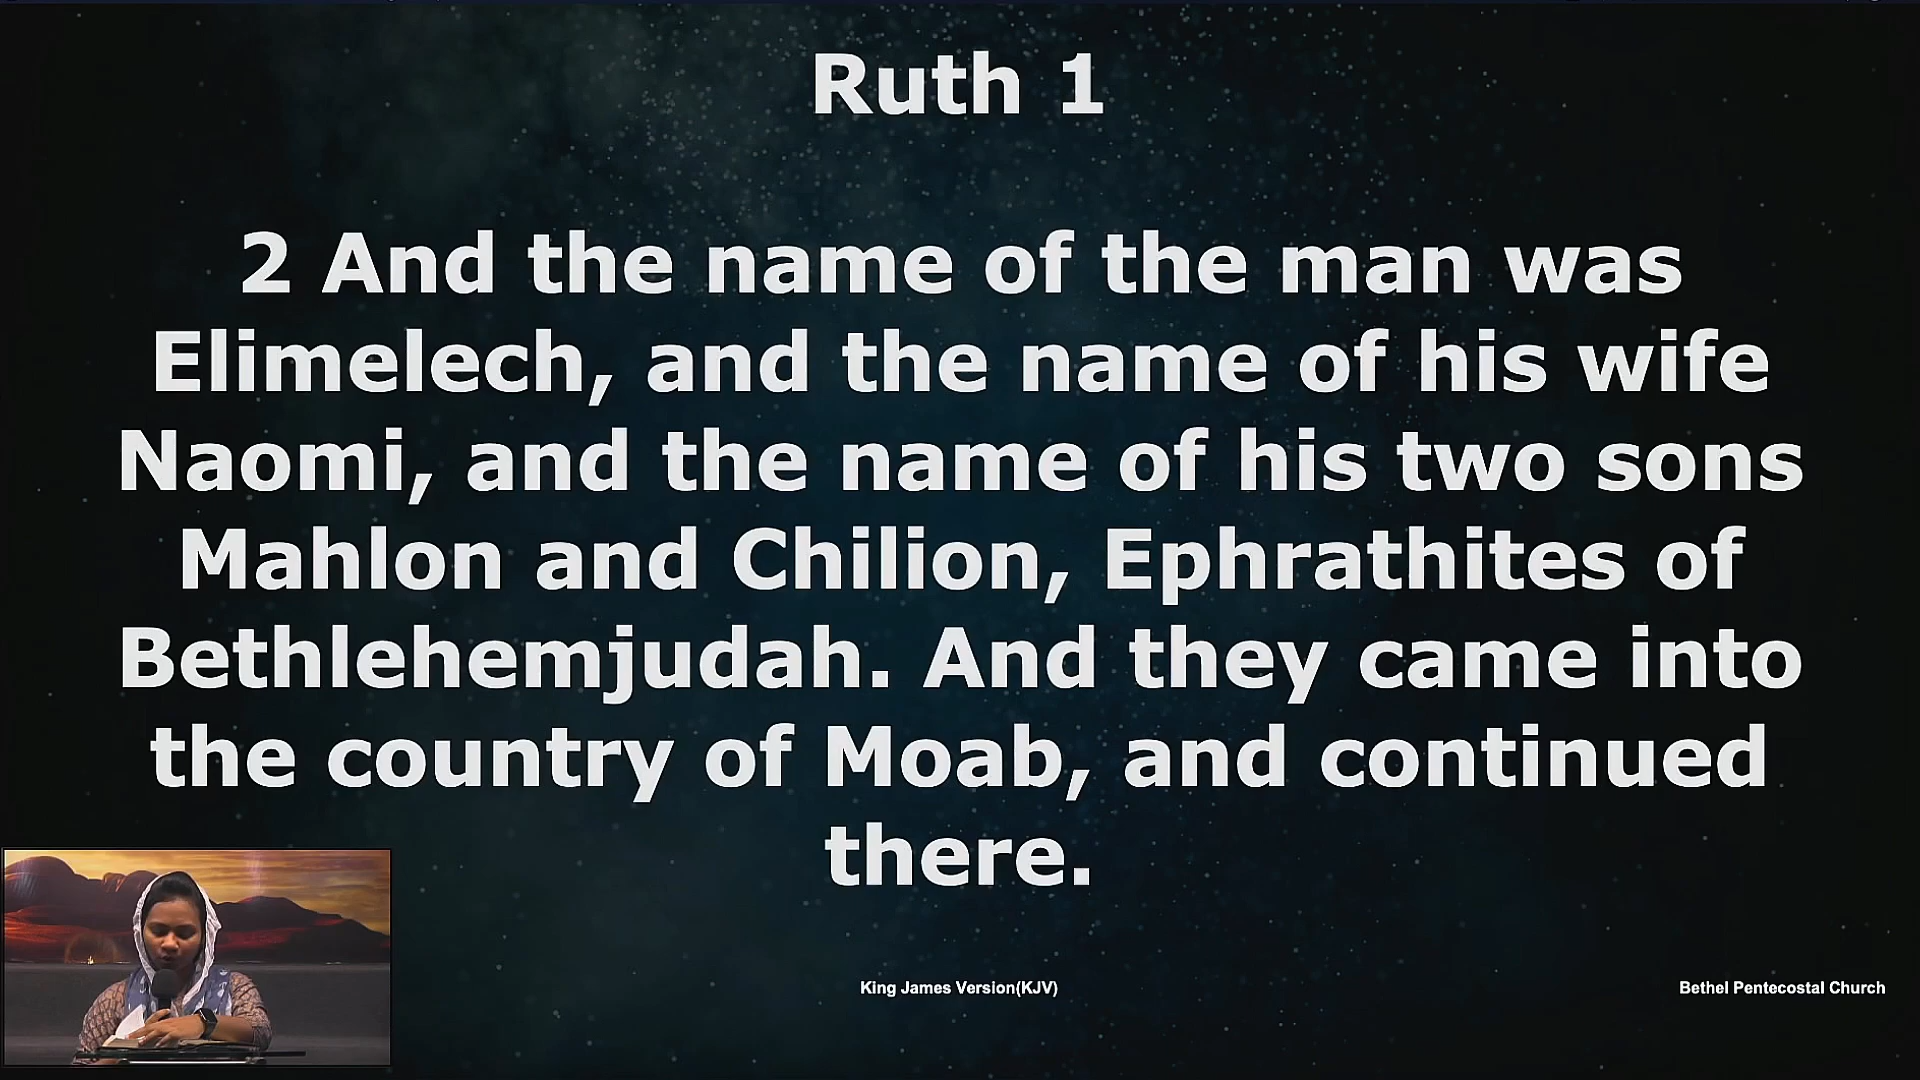 Ruth 1
2 And the name of the man was
Elimelech, and the name of his wife
Naomi, and the name of his two sons
Mahlon and Chilion, Ephrathites of
Bethlehemjudah. And they came into
the country of Moab, and continued
there.
King James Version(KJV)
Bethel Pentecostal Church